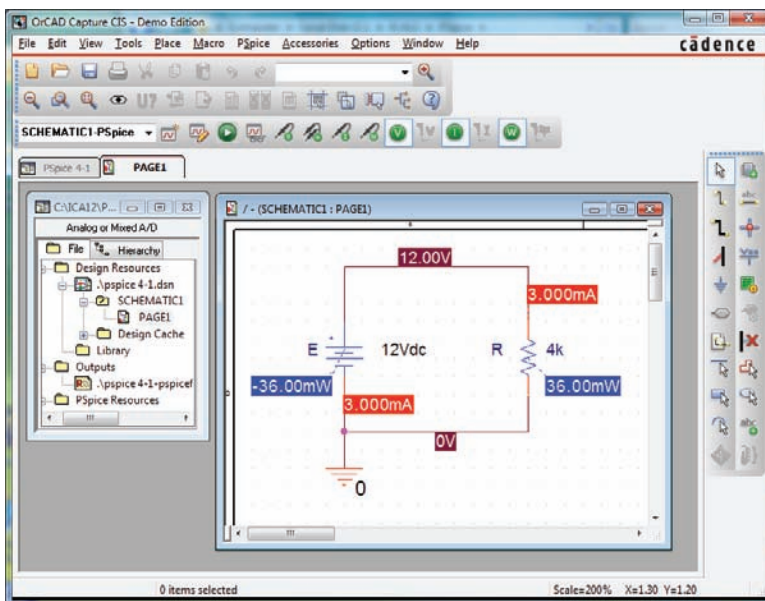 OrCAD Capture CIS - Demo Edition
File Edit View Tools Place Macro PSpice Accessories Options Window Help
cādence
U?
SCHEMATIC1-PSpice
V
I
W
PSpice 4-1
PAGE1
C:\ICA12\P...
Analog or Mixed A/D
File
Hierarchy
Design Resources
.\pspice 4-1.dsn
SCHEMATIC1
PAGE1
Design Cache
Library
Outputs
.\pspice 4-1-pspicef
PSpice Resources
/ - (SCHEMATIC1 : PAGE1)
12.00V
3.000mA
E
12Vdc
R
4k
-36.00mW
36.00mW
3.000mA
0V
0
0 items selected
Scale=200% X=1.30 Y=1.20